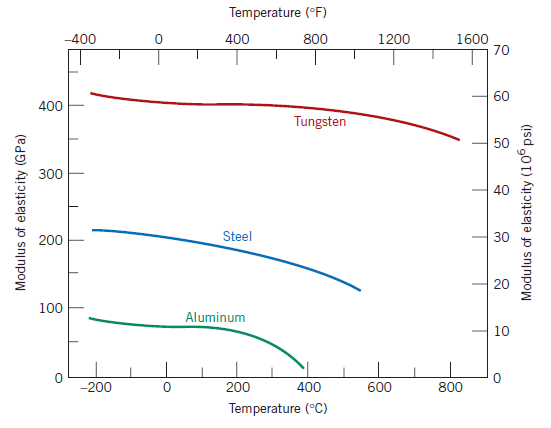 Temperature (°F)
−400 0 400 800 1200 1600
70
60
50
40
30
20
10
0
Modulus of elasticity (10⁶ psi)
Modulus of elasticity (GPa)
400
300
200
100
0
Tungsten
Steel
Aluminum
−200 0 200 400 600 800
Temperature (°C)